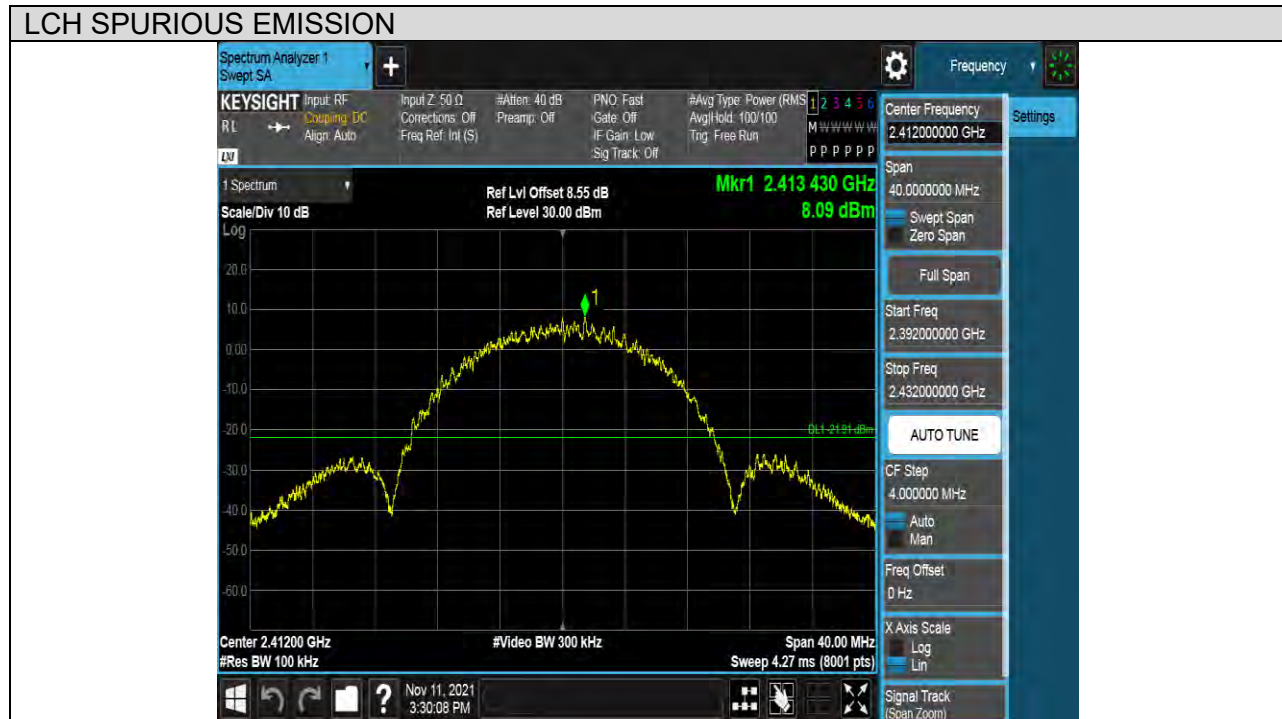 LCH SPURIOUS EMISSION
Spectrum Analyzer 1
Swept SA
+
Frequency
KEYSIGHT
RL
LXI
Input: RF
Coupling: DC
Align: Auto
Input Z: 50 Ω
Corrections: Off
Freq Ref: Int (S)
#Atten: 40 dB
Preamp: Off
PNO: Fast
Gate: Off
IF Gain: Low
Sig Track: Off
#Avg Type: Power (RMS
Avg|Hold: 100/100
Trig: Free Run
1 2 3 4 5 6
M W W W W W
P P P P P P
1 Spectrum
Scale/Div 10 dB
Log
Ref Lvl Offset 8.55 dB
Ref Level 30.00 dBm
Mkr1 2.413 430 GHz
8.09 dBm
20.0
10.0
0.00
-10.0
-20.0
-30.0
-40.0
-50.0
-60.0
1
DL1 -21.91 dBm
Center 2.41200 GHz
#Res BW 100 kHz
#Video BW 300 kHz
Span 40.00 MHz
Sweep 4.27 ms (8001 pts)
?
Nov 11, 2021
3:30:08 PM
Center Frequency
2.412000000 GHz
Settings
Span
40.0000000 MHz
Swept Span
Zero Span
Full Span
Start Freq
2.392000000 GHz
Stop Freq
2.432000000 GHz
AUTO TUNE
CF Step
4.000000 MHz
Auto
Man
Freq Offset
0 Hz
X Axis Scale
Log
Lin
Signal Track
(Span Zoom)